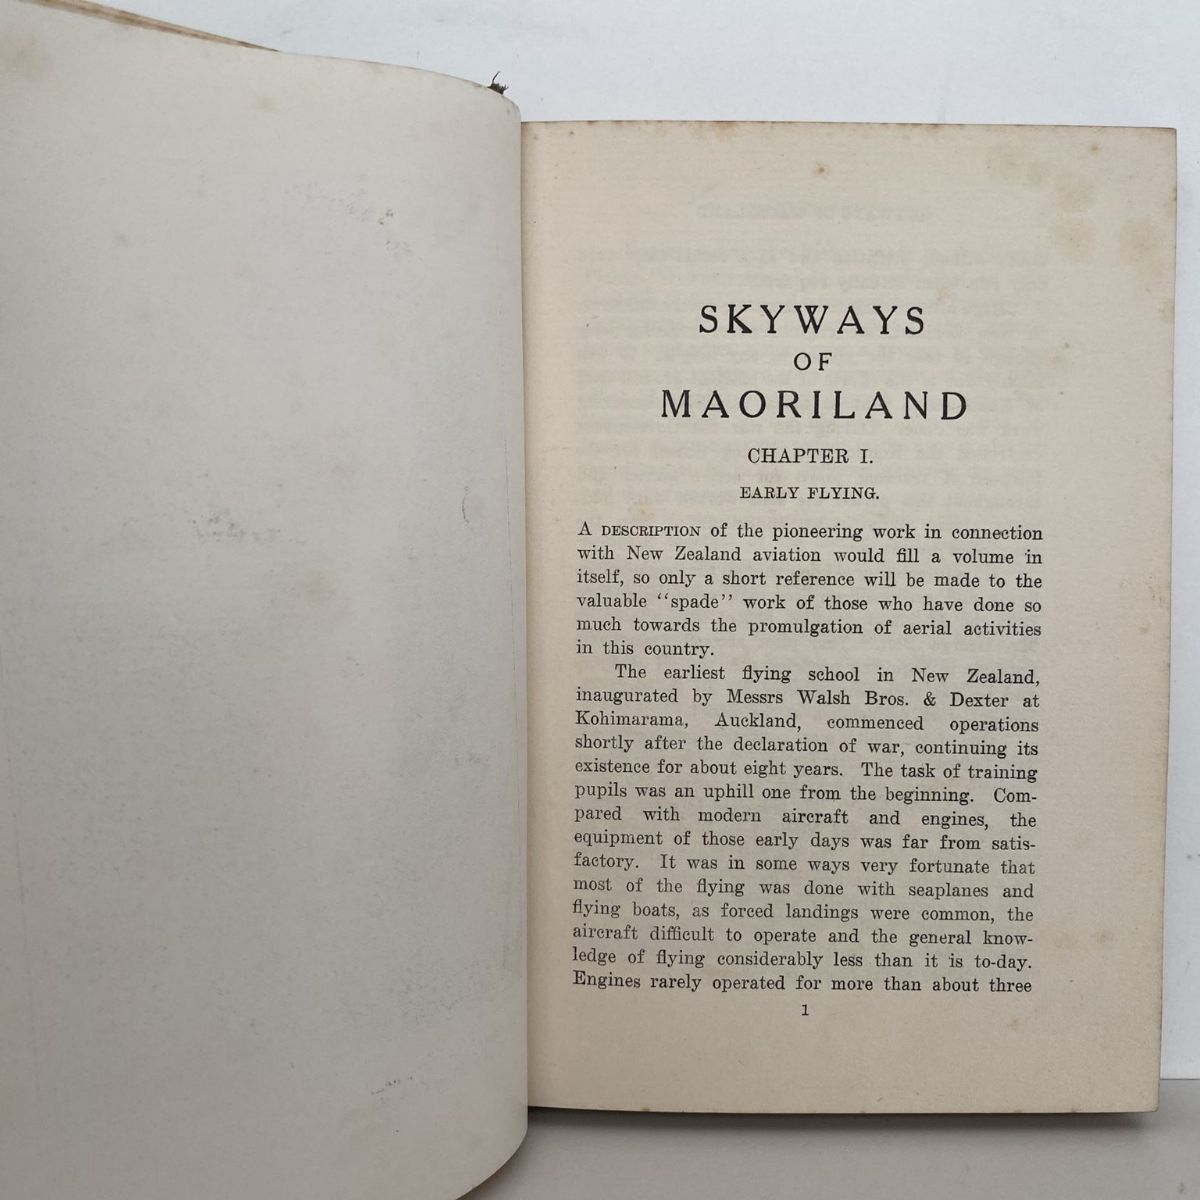 SKYWAYS
OF
MAORILAND
CHAPTER I.
EARLY FLYING.
A DESCRIPTION of the pioneering work in connection
with New Zealand aviation would fill a volume in
itself, so only a short reference will be made to the
valuable ‘‘spade’’ work of those who have done so
much towards the promulgation of aerial activities
in this country.
The earliest flying school in New Zealand,
inaugurated by Messrs Walsh Bros. & Dexter at
Kohimarama, Auckland, commenced operations
shortly after the declaration of war, continuing its
existence for about eight years. The task of training
pupils was an uphill one from the beginning. Com-
pared with modern aircraft and engines, the
equipment of those early days was far from satis-
factory. It was in some ways very fortunate that
most of the flying was done with seaplanes and
flying boats, as forced landings were common, the
aircraft difficult to operate and the general know-
ledge of flying considerably less than it is to-day.
Engines rarely operated for more than about three
1